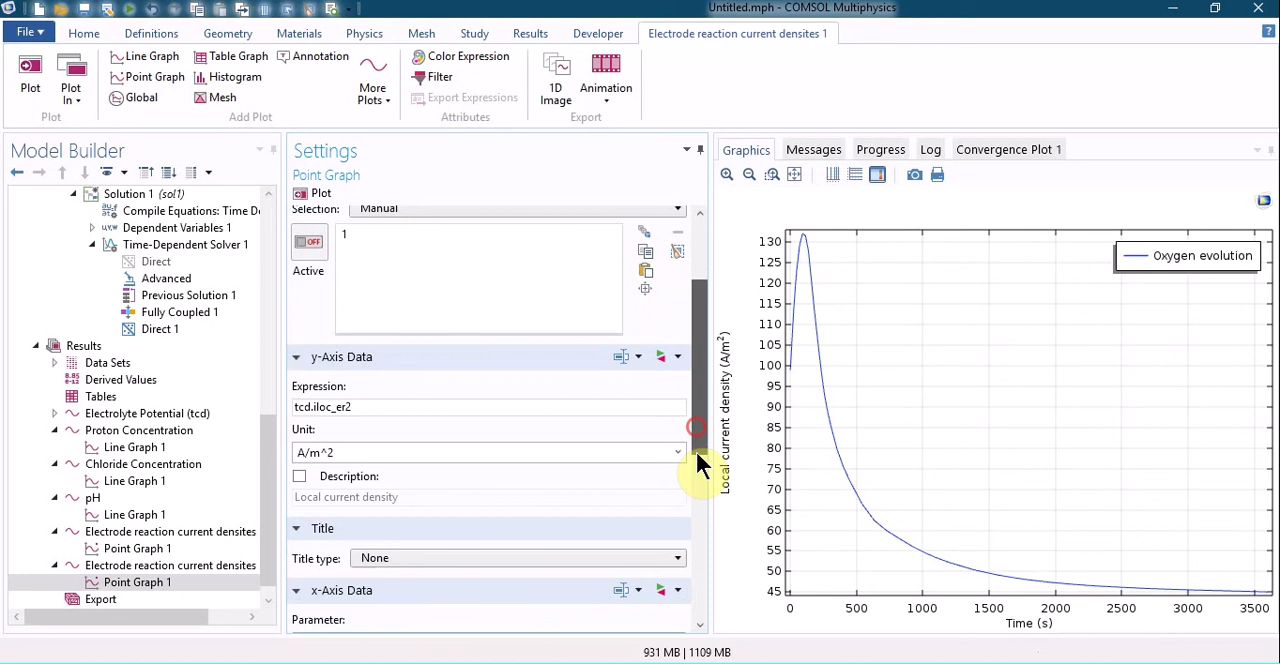 Untitled.mph - COMSOL Multiphysics
File
Home
Definitions
Geometry
Materials
Physics
Mesh
Study
Results
Developer
Electrode reaction current densites 1
Plot
Plot
In
Plot
Line Graph
Table Graph
Annotation
Point Graph
Histogram
Global
Mesh
More
Plots
Add Plot
Color Expression
Filter
Export Expressions
Attributes
1D
Image
Animation
Export
Model Builder
Solution 1 (sol1)
Compile Equations: Time D
Dependent Variables 1
Time-Dependent Solver 1
Direct
Advanced
Previous Solution 1
Fully Coupled 1
Direct 1
Results
Data Sets
8.85
e-12
Derived Values
Tables
Electrolyte Potential (tcd)
Proton Concentration
Line Graph 1
Chloride Concentration
Line Graph 1
pH
Line Graph 1
Electrode reaction current densites
Point Graph 1
Electrode reaction current densites
Point Graph 1
Export
Settings
Point Graph
Plot
Selection:
Manual
OFF
Active
1
y-Axis Data
Expression:
tcd.iloc_er2
Unit:
A/m^2
Description:
Local current density
Title
Title type:
None
x-Axis Data
Parameter:
Graphics
Messages
Progress
Log
Convergence Plot 1
130
125
120
115
110
105
100
95
90
85
80
75
70
65
60
55
50
45
Local current density (A/m²)
Oxygen evolution
0
500
1000
1500
2000
2500
3000
3500
Time (s)
931 MB | 1109 MB